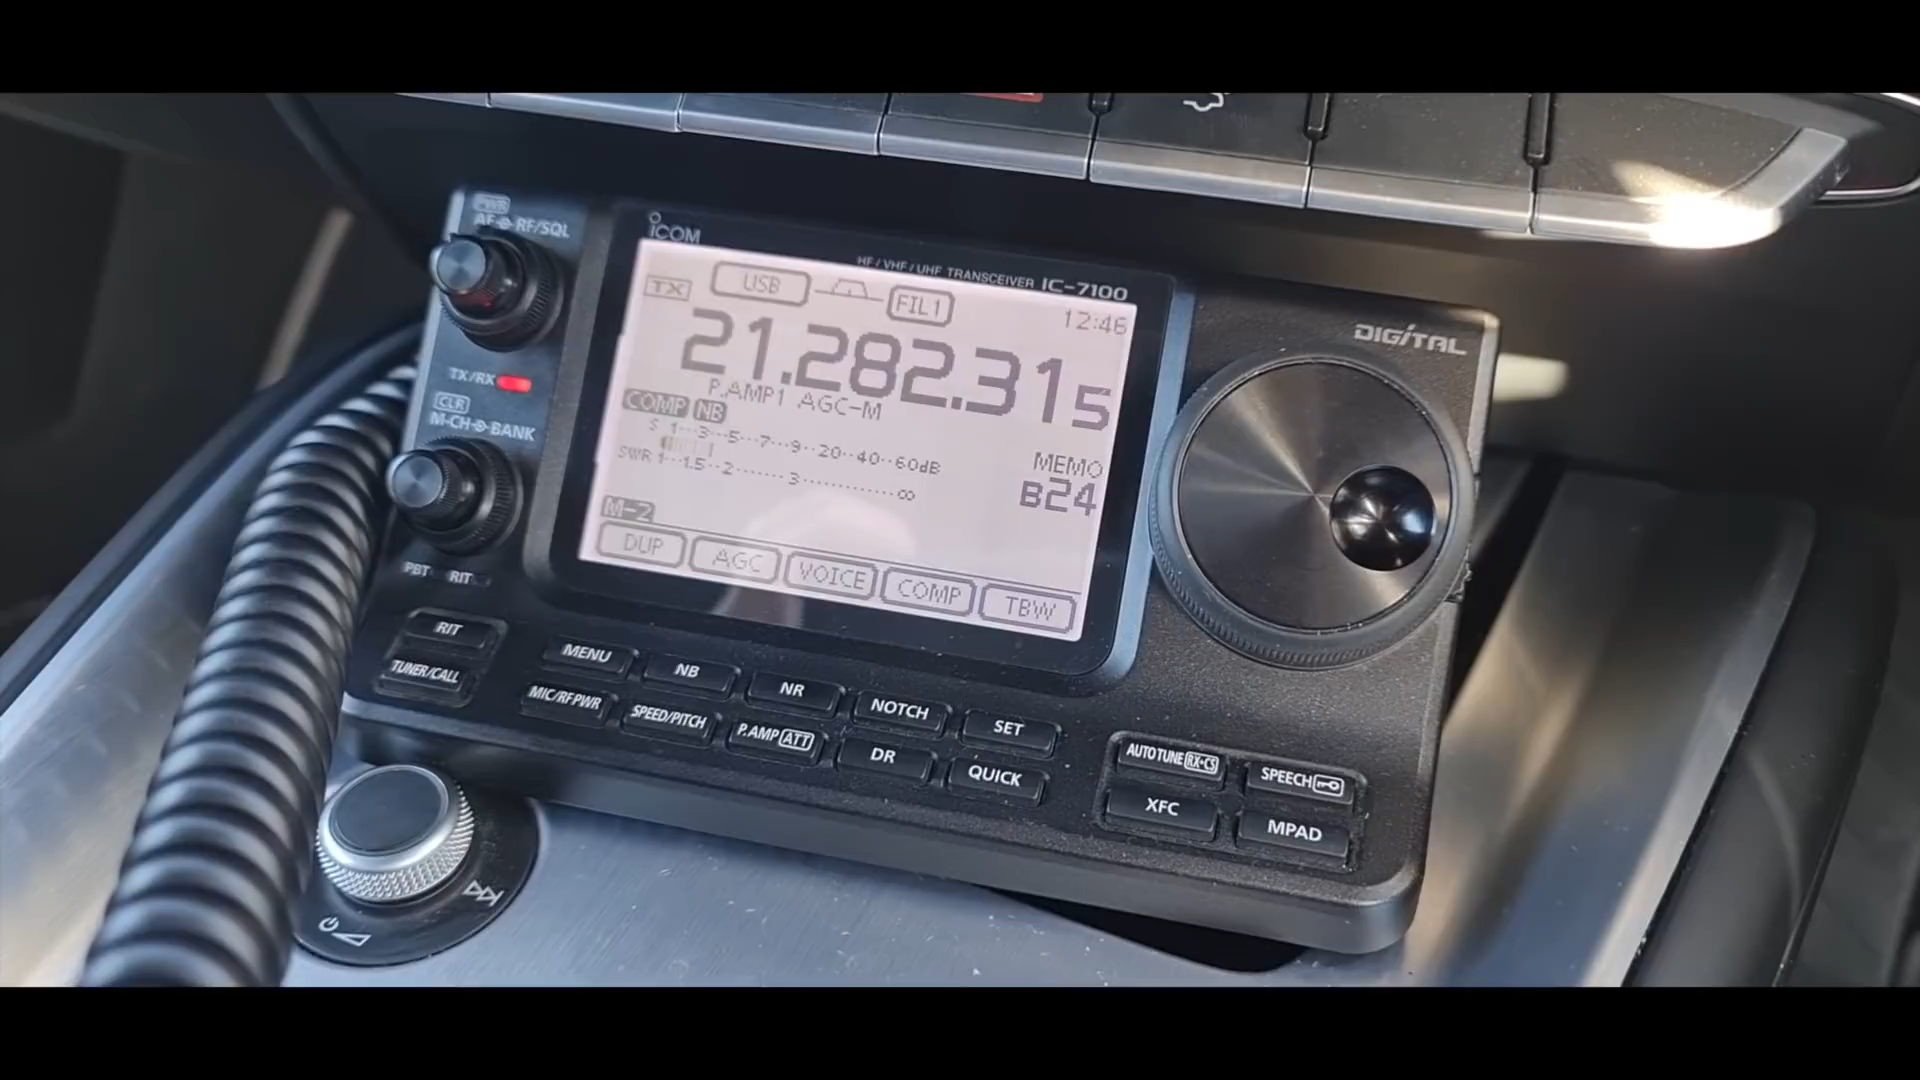 PWR
AF RF/SQL
ICOM
HF/VHF/UHF TRANSCEIVER IC-7100
TX USB FIL1 12:46
21.282.315
P.AMP1 AGC-M
COMP NB
S 1···3··5··7··9··20··40··60dB
SWR 1···1.5··2·······3············∞
MEMO
B24
M-2
DUP AGC VOICE COMP TBW
DIGITAL
TX/RX
CLR
M-CH BANK
PBT RIT
RIT
TUNER/CALL
MENU NB NR NOTCH SET
MIC/RF PWR SPEED/PITCH P.AMP ATT DR QUICK
AUTO TUNE RX→CS SPEECH
XFC MPAD